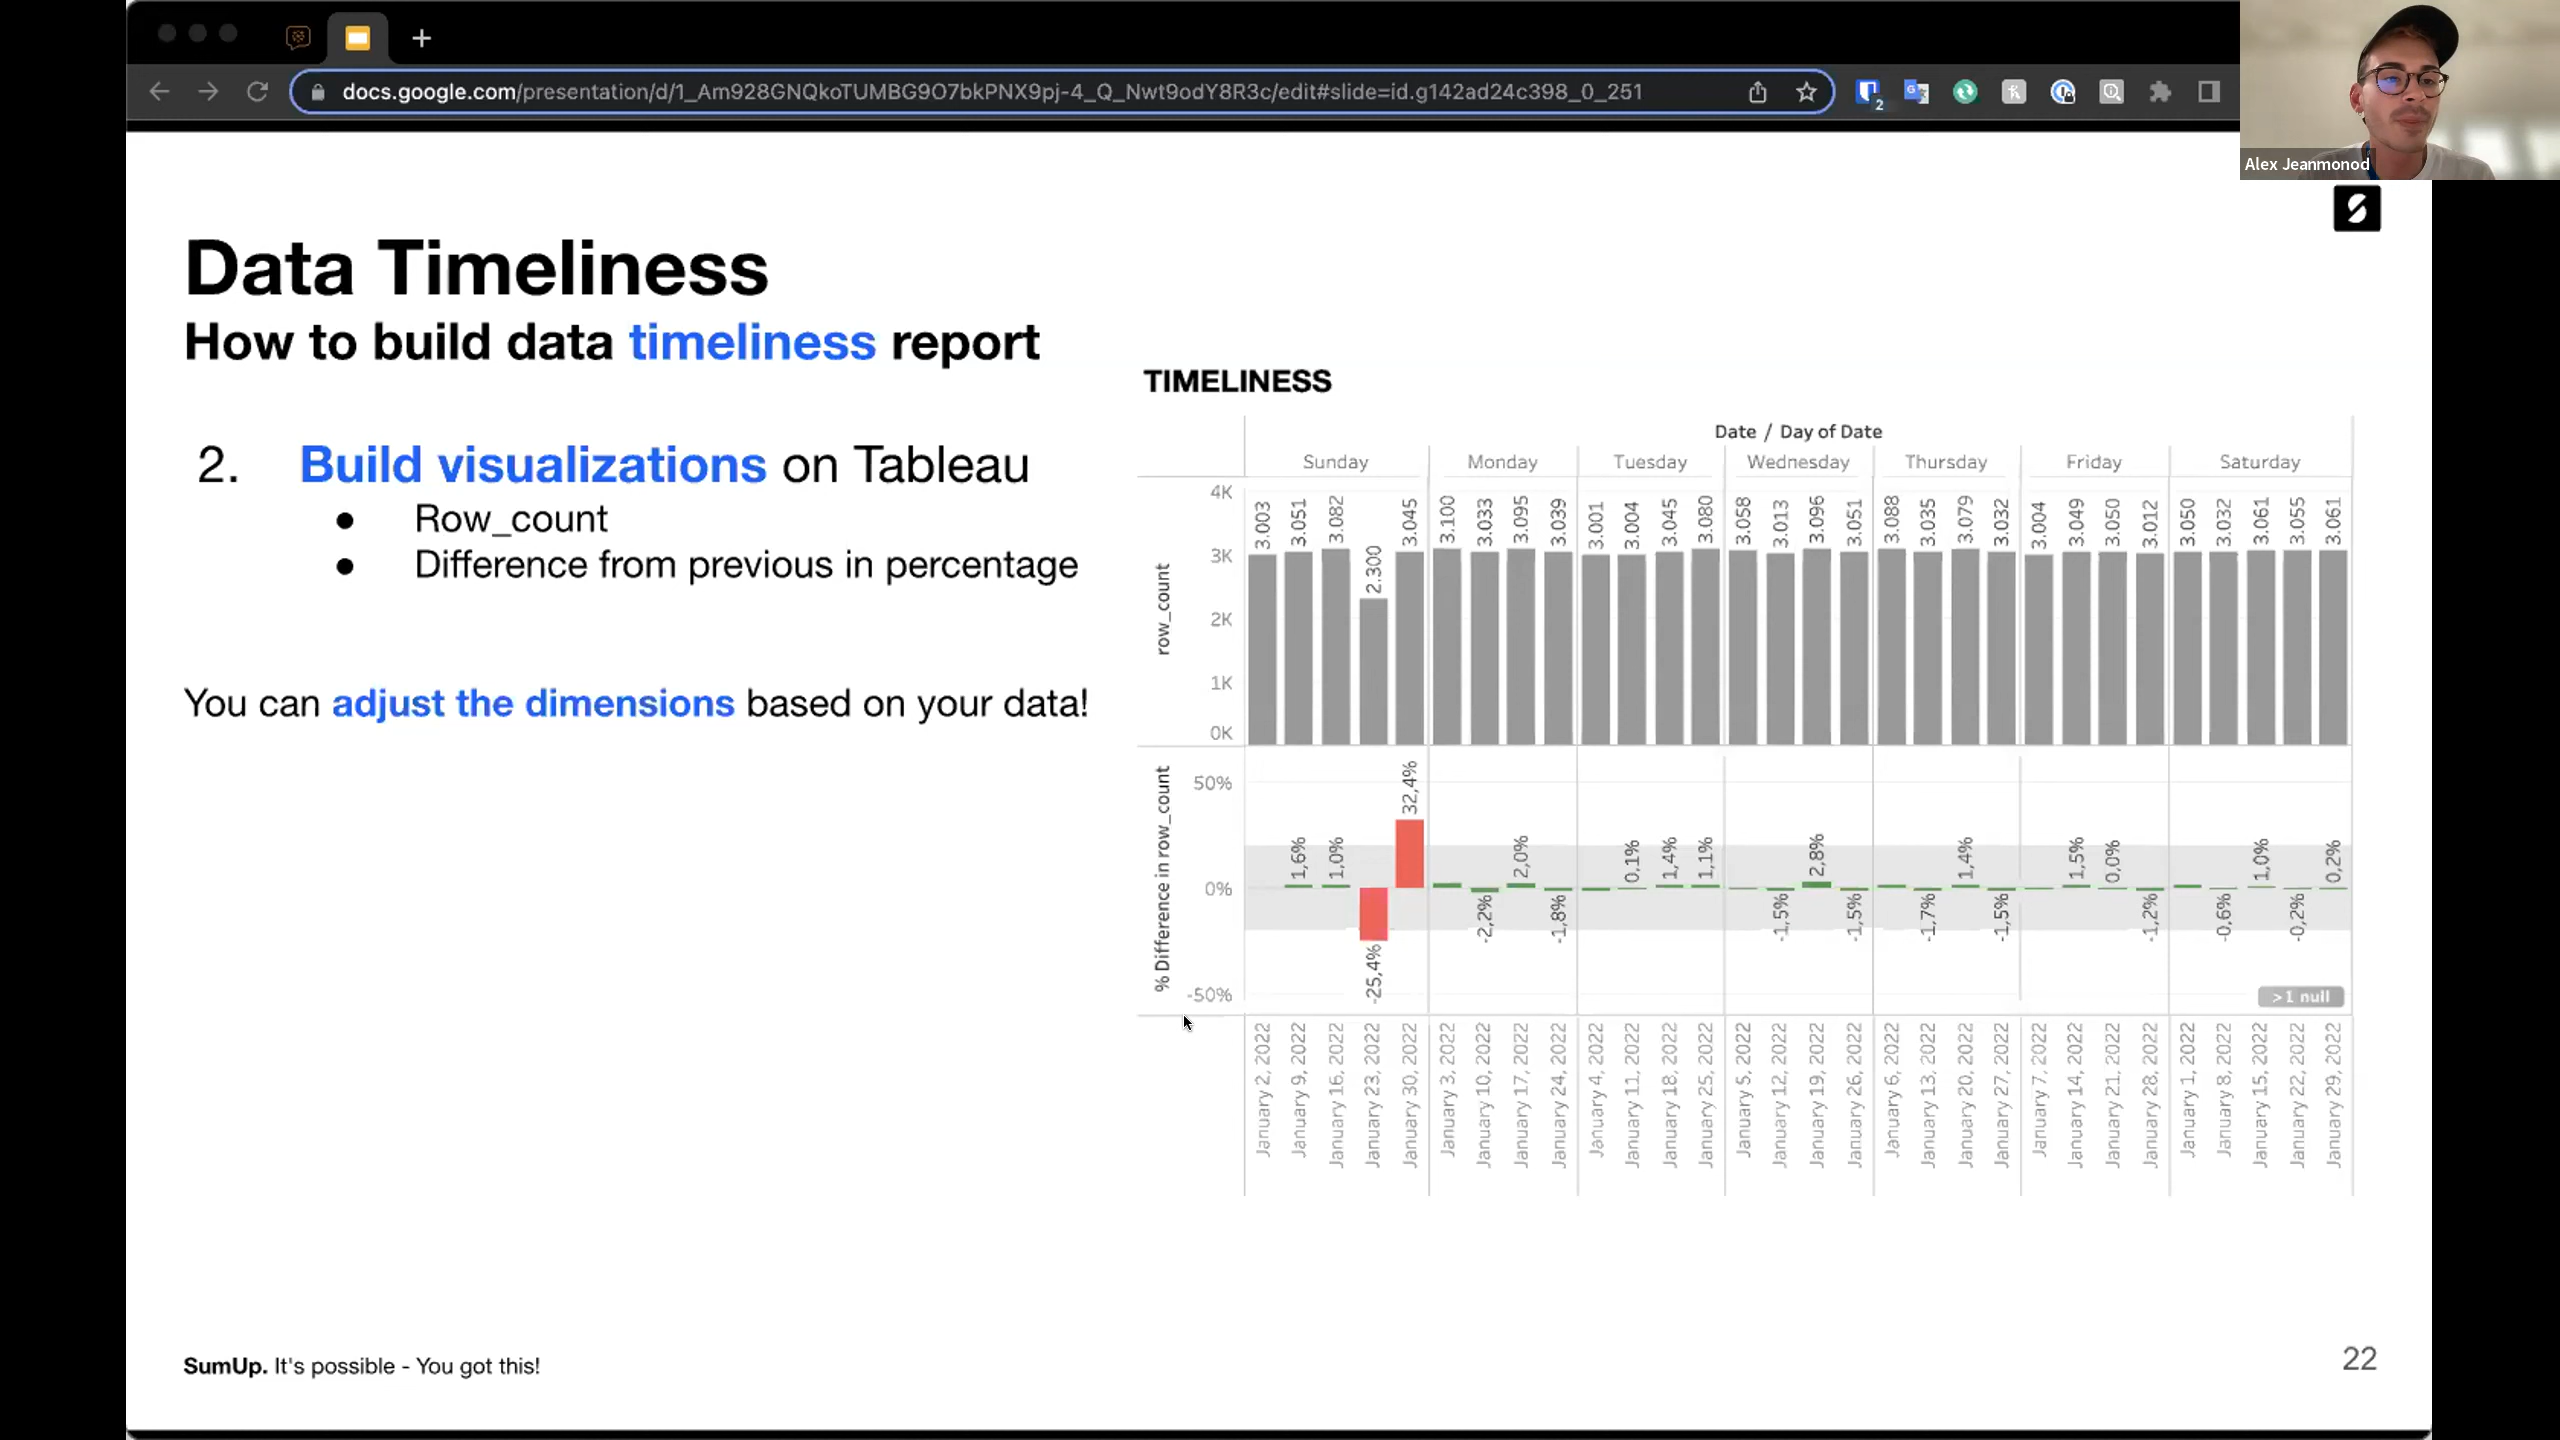 docs.google.com/presentation/d/1_Am928GNQkoTUMBG9O7bkPNX9pj-4_Q_Nwt9odY8R3c/edit#slide=id.g142ad24c398_0_251
2
Alex Jeanmonod
Data Timeliness
How to build data timeliness report
2. Build visualizations on Tableau
● Row_count
● Difference from previous in percentage
You can adjust the dimensions based on your data!
TIMELINESS
Date / Day of Date
Sunday Monday Tuesday Wednesday Thursday Friday Saturday
row_count
4K
3K
2K
1K
0K
3.003 3.051 3.082 2.300 3.045 3.100 3.033 3.095 3.039 3.001 3.004 3.045 3.080 3.058 3.013 3.096 3.051 3.088 3.035 3.079 3.032 3.004 3.049 3.050 3.012 3.050 3.032 3.061 3.055 3.061
% Difference in row_count
50%
0%
-50%
1,6% 1,0% -25,4% 32,4% -2,2% 2,0% -1,8% 0,1% 1,4% 1,1% -1,5% 2,8% -1,5% -1,7% 1,4% -1,5% 1,5% 0,0% -1,2% -0,6% 1,0% -0,2% 0,2%
>1 null
January 2, 2022
January 9, 2022
January 16, 2022
January 23, 2022
January 30, 2022
January 3, 2022
January 10, 2022
January 17, 2022
January 24, 2022
January 4, 2022
January 11, 2022
January 18, 2022
January 25, 2022
January 5, 2022
January 12, 2022
January 19, 2022
January 26, 2022
January 6, 2022
January 13, 2022
January 20, 2022
January 27, 2022
January 7, 2022
January 14, 2022
January 21, 2022
January 28, 2022
January 1, 2022
January 8, 2022
January 15, 2022
January 22, 2022
January 29, 2022
SumUp. It's possible - You got this!
22